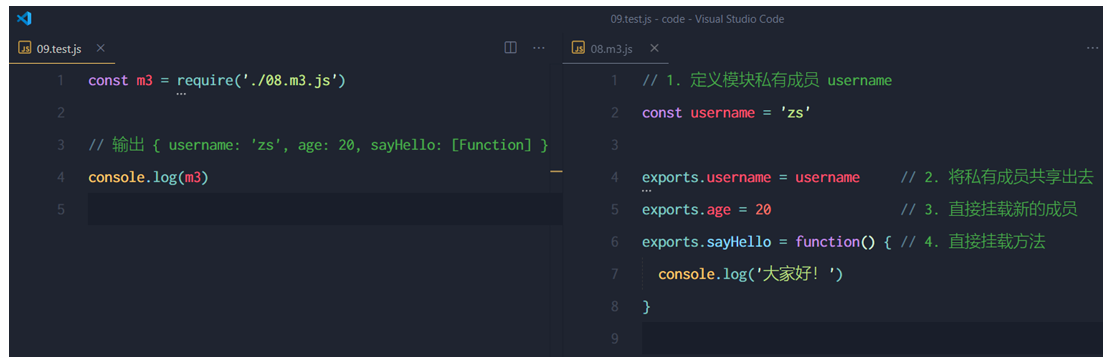 09.test.js - code - Visual Studio Code
JS 09.test.js
1 const m3 = require('./08.m3.js')
2
3 // 输出 { username: 'zs', age: 20, sayHello: [Function] }
4 console.log(m3)
5
JS 08.m3.js
1 // 1. 定义模块私有成员 username
2 const username = 'zs'
3
4 exports.username = username // 2. 将私有成员共享出去
5 exports.age = 20 // 3. 直接挂载新的成员
6 exports.sayHello = function() { // 4. 直接挂载方法
7 console.log('大家好！')
8 }
9